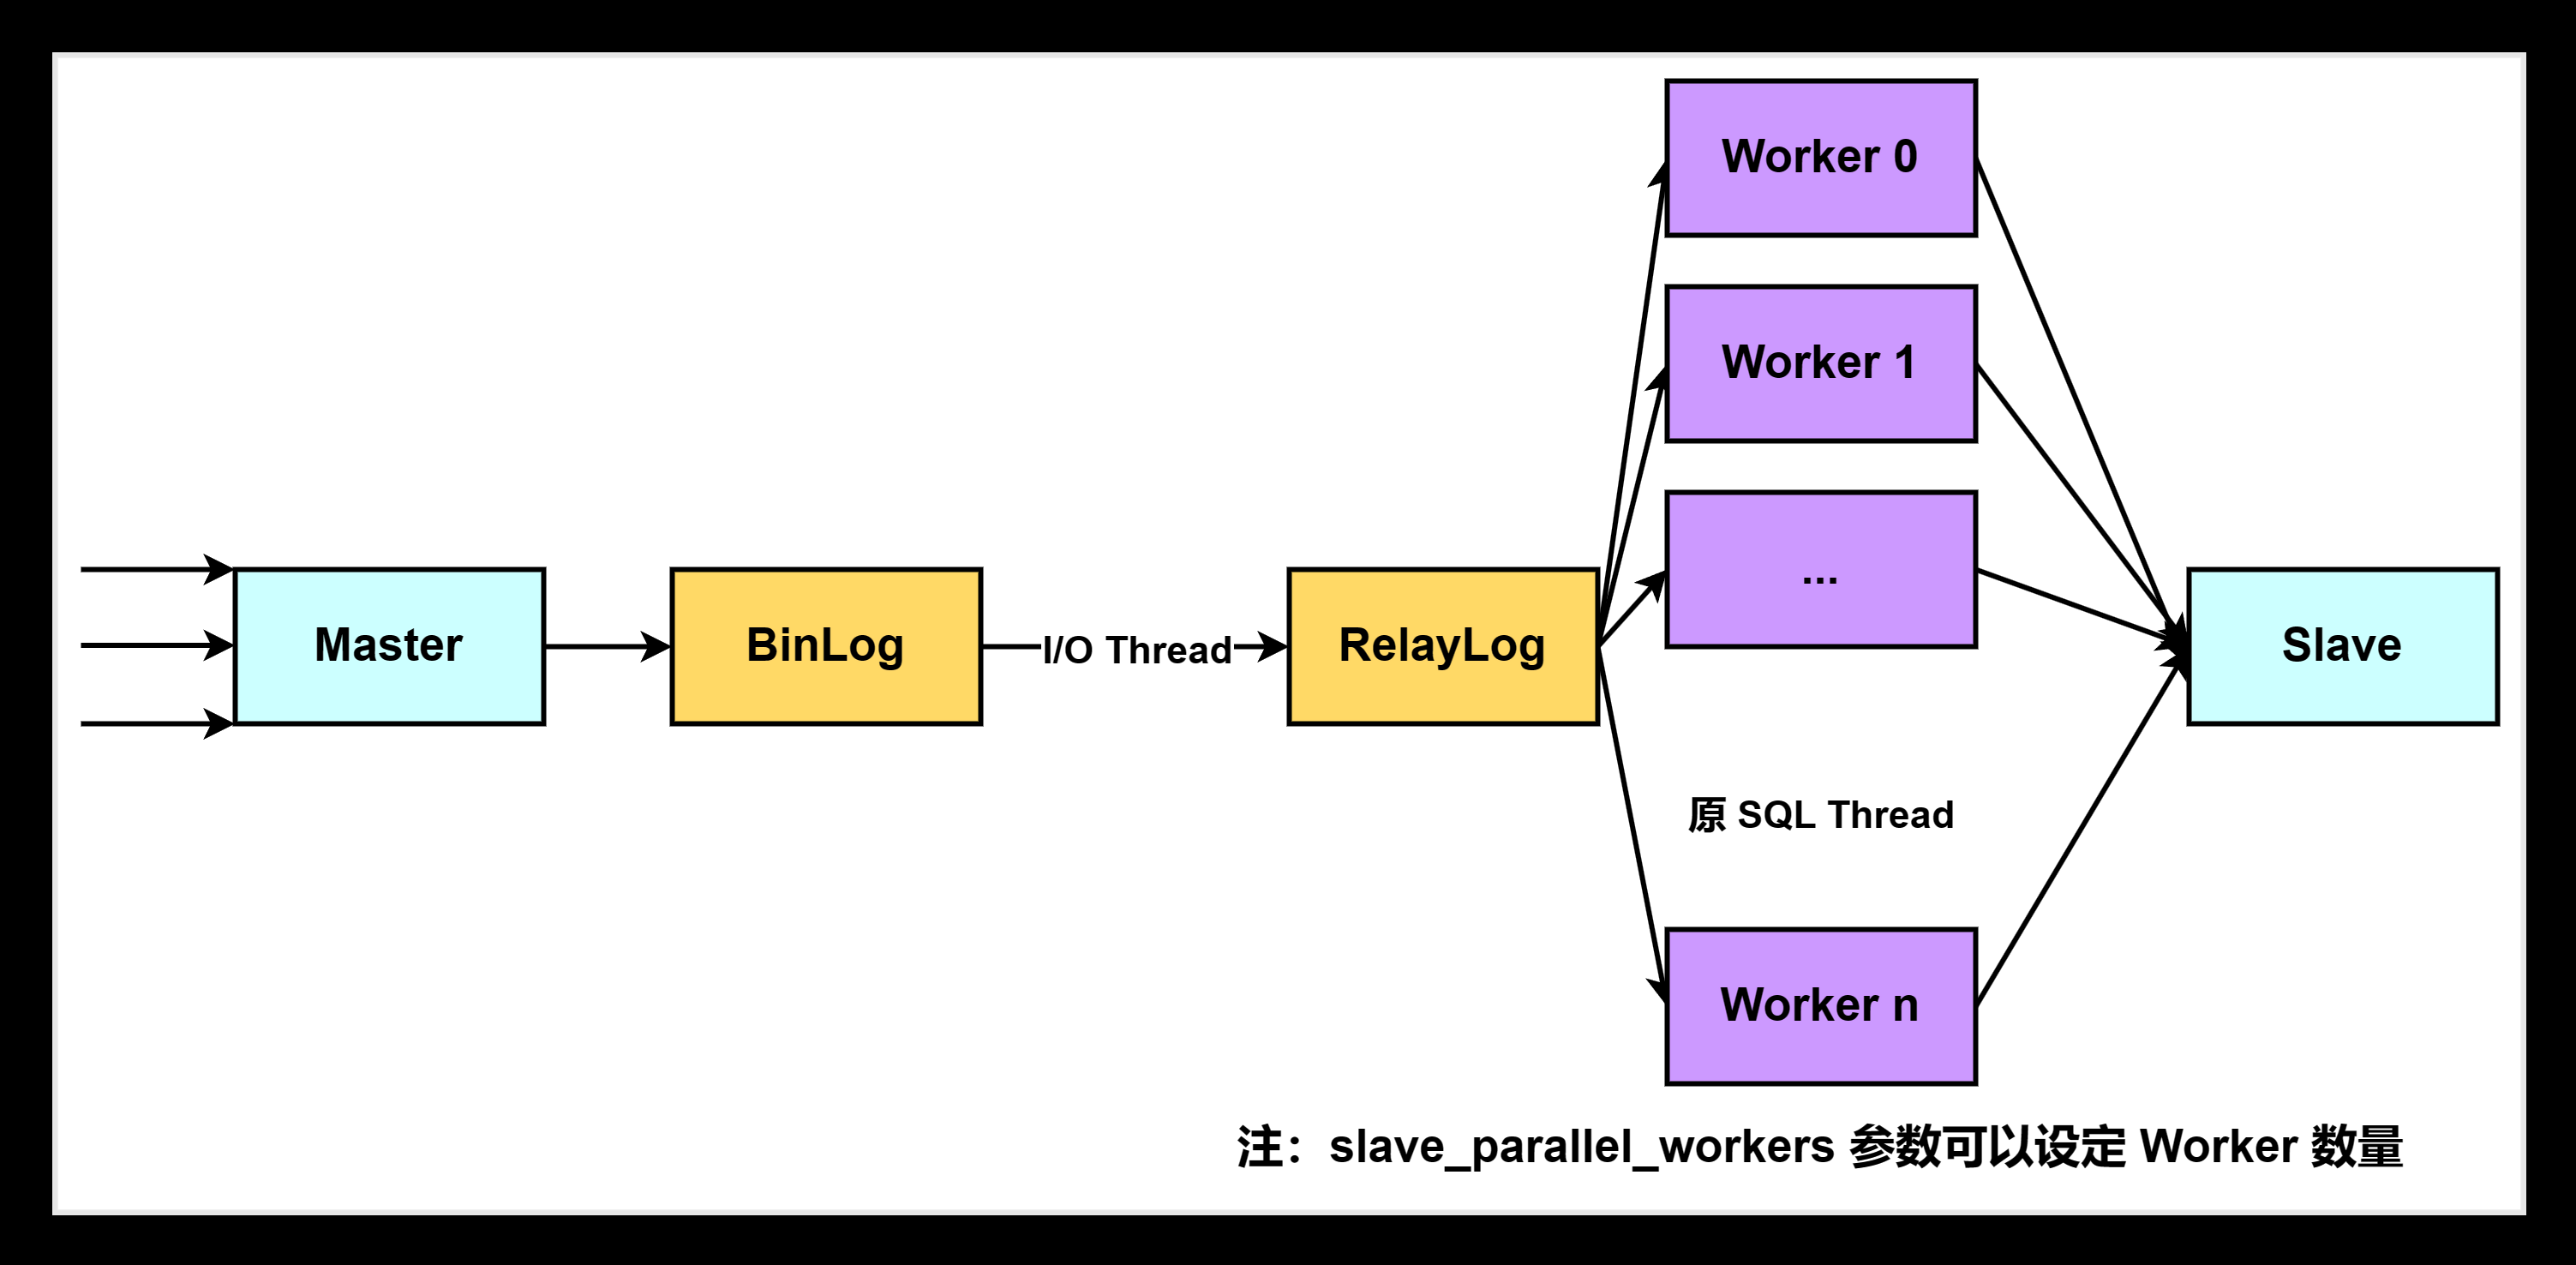 Worker 0
Worker 1
...
Master
BinLog
I/O Thread
RelayLog
Slave
原 SQL Thread
Worker n
注：slave_parallel_workers 参数可以设定 Worker 数量